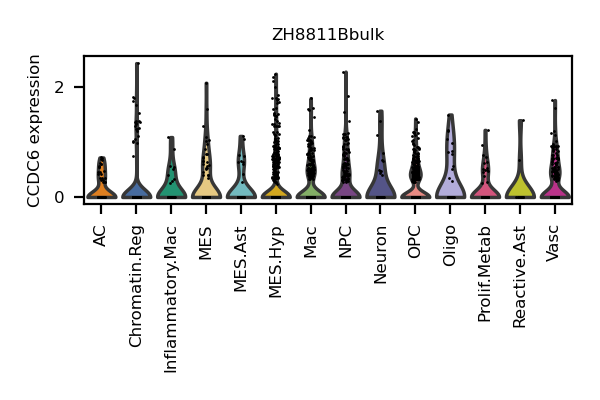 ZH8811Bbulk
CCDC6 expression
2
0
AC
Chromatin.Reg
Inflammatory.Mac
MES
MES.Ast
MES.Hyp
Mac
NPC
Neuron
OPC
Oligo
Prolif.Metab
Reactive.Ast
Vasc